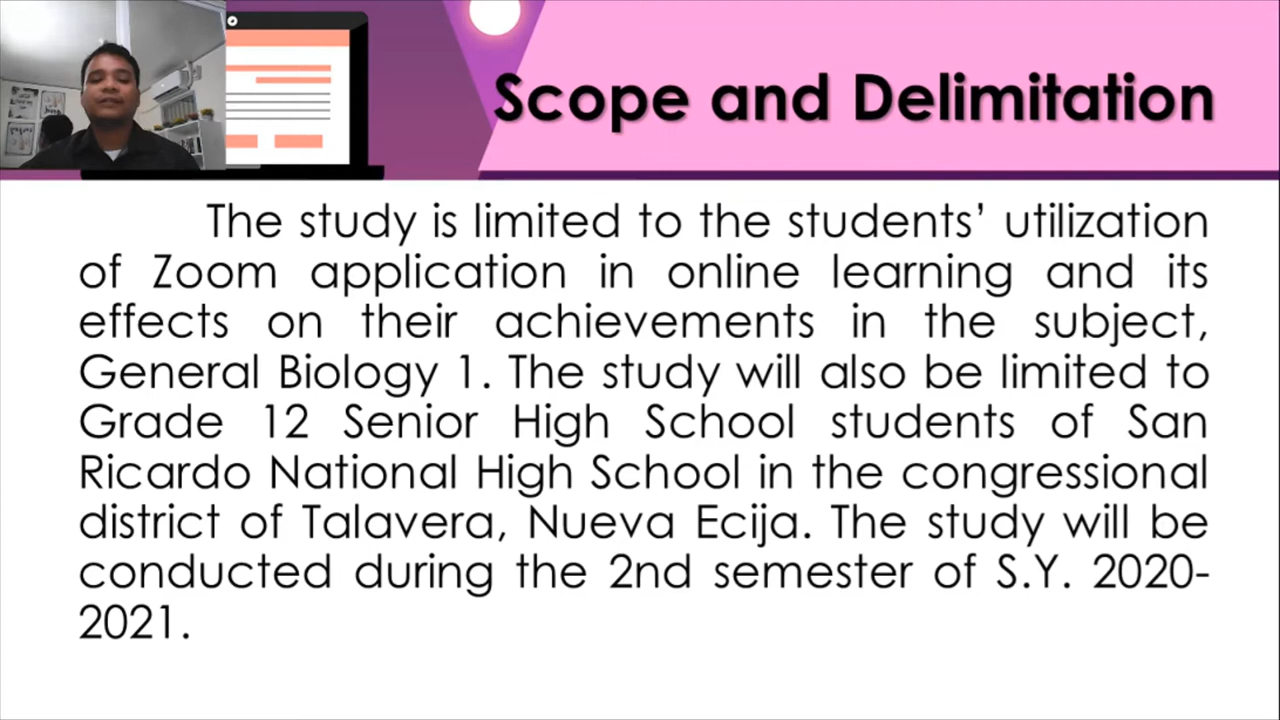 Scope and Delimitation
The study is limited to the students’ utilization
of Zoom application in online learning and its
effects on their achievements in the subject,
General Biology 1. The study will also be limited to
Grade 12 Senior High School students of San
Ricardo National High School in the congressional
district of Talavera, Nueva Ecija. The study will be
conducted during the 2nd semester of S.Y. 2020-
2021.